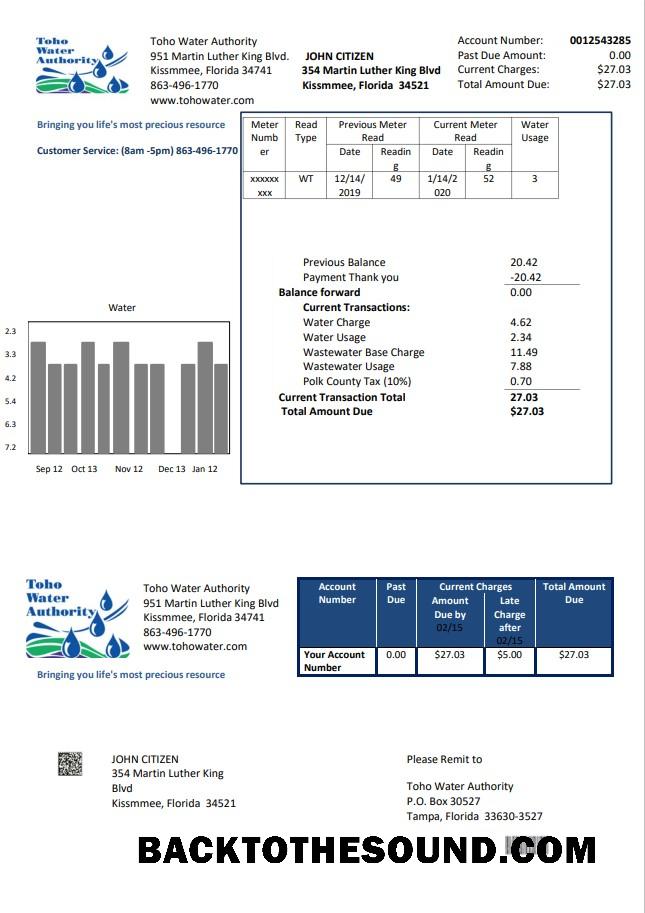 Toho
Water
Authority
Toho Water Authority
951 Martin Luther King Blvd.
Kissmmee, Florida 34741
863-496-1770
www.tohowater.com
JOHN CITIZEN
354 Martin Luther King Blvd
Kissmmee, Florida 34521
Account Number: 0012543285
Past Due Amount: 0.00
Current Charges: $27.03
Total Amount Due: $27.03
Bringing you life's most precious resource
Customer Service: (8am -5pm) 863-496-1770
Meter Numb er Read Type Previous Meter Read Current Meter Read Water Usage
Date Readin g Date Readin g
xxxxxx xxx WT 12/14/ 2019 49 1/14/2 020 52 3
Previous Balance 20.42
Payment Thank you -20.42
Balance forward 0.00
Current Transactions:
Water Charge 4.62
Water Usage 2.34
Wastewater Base Charge 11.49
Wastewater Usage 7.88
Polk County Tax (10%) 0.70
Current Transaction Total 27.03
Total Amount Due $27.03
Water
2.3
3.3
4.2
5.4
6.3
7.2
Sep 12 Oct 13 Nov 12 Dec 13 Jan 12
Toho
Water
Authority
Toho Water Authority
951 Martin Luther King Blvd
Kissmmee, Florida 34741
863-496-1770
www.tohowater.com
Bringing you life's most precious resource
Account Number Past Due Current Charges Total Amount Due
Amount Due by 02/15 Late Charge after 02/15
Your Account Number 0.00 $27.03 $5.00 $27.03
JOHN CITIZEN
354 Martin Luther King
Blvd
Kissmmee, Florida 34521
Please Remit to
Toho Water Authority
P.O. Box 30527
Tampa, Florida 33630-3527
BACKTOTHESOUND.COM